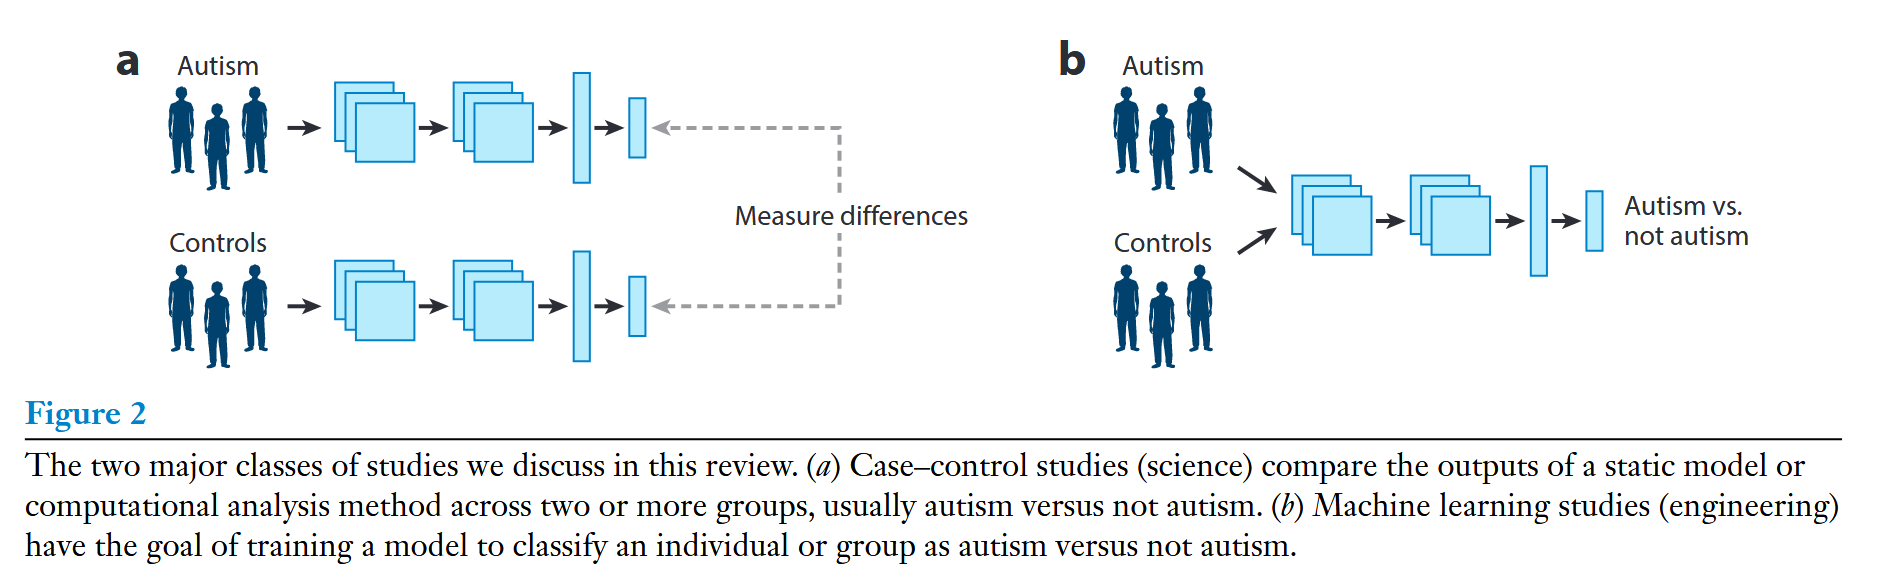 a
Autism
Controls
Measure differences
b
Autism
Controls
Autism vs.
not autism
Figure 2
The two major classes of studies we discuss in this review. (a) Case–control studies (science) compare the outputs of a static model or
computational analysis method across two or more groups, usually autism versus not autism. (b) Machine learning studies (engineering)
have the goal of training a model to classify an individual or group as autism versus not autism.